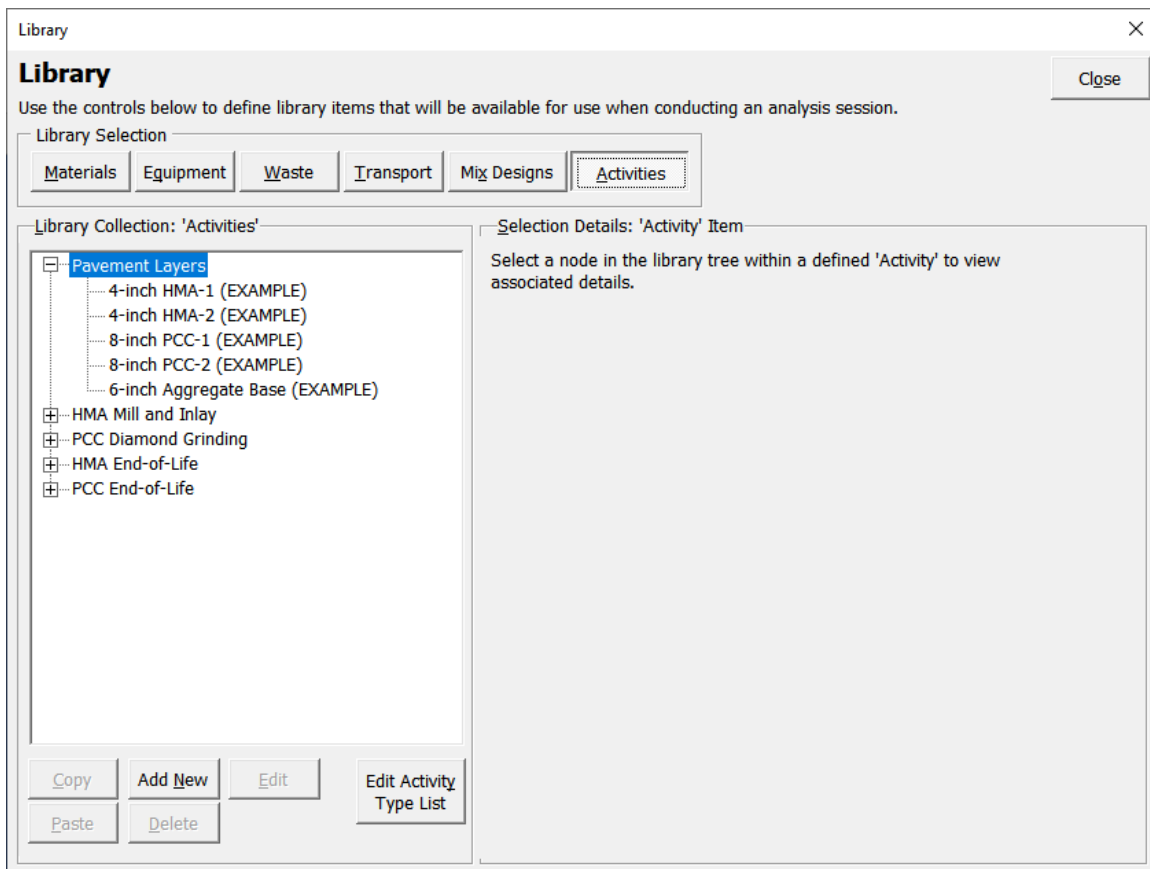 Library
Library
Close
Use the controls below to define library items that will be available for use when conducting an analysis session.
Library Selection
Materials
Equipment
Waste
Transport
Mix Designs
Activities
Library Collection: 'Activities'
Pavement Layers
4-inch HMA-1 (EXAMPLE)
4-inch HMA-2 (EXAMPLE)
8-inch PCC-1 (EXAMPLE)
8-inch PCC-2 (EXAMPLE)
6-inch Aggregate Base (EXAMPLE)
HMA Mill and Inlay
PCC Diamond Grinding
HMA End-of-Life
PCC End-of-Life
Copy
Add New
Edit
Edit Activity
Type List
Paste
Delete
Selection Details: 'Activity' Item
Select a node in the library tree within a defined 'Activity' to view
associated details.